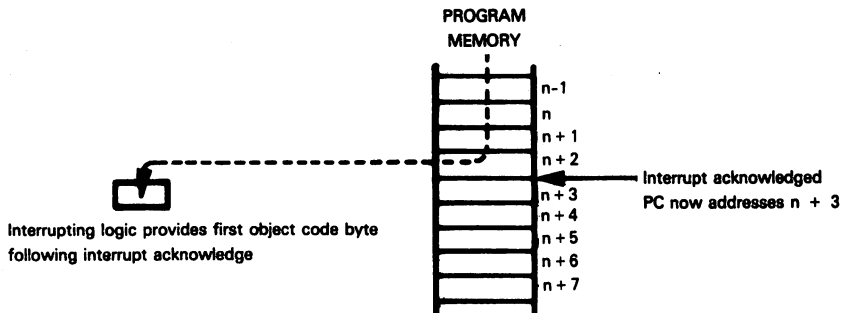 PROGRAM
MEMORY
n-1
n
n + 1
n + 2
Interrupt acknowledged
PC now addresses n + 3
n + 3
n + 4
n + 5
n + 6
n + 7
Interrupting logic provides first object code byte
following interrupt acknowledge